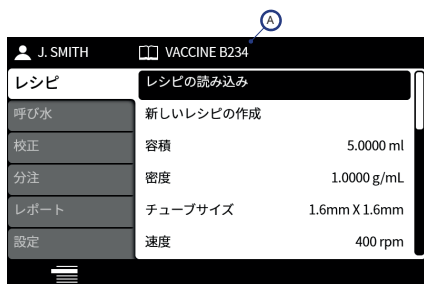 A
J. SMITH VACCINE B234
レシピ レシピの読み込み
呼び水 新しいレシピの作成
校正 容積 5.0000 ml
分注 密度 1.0000 g/mL
レポート チューブサイズ 1.6mm X 1.6mm
設定 速度 400 rpm